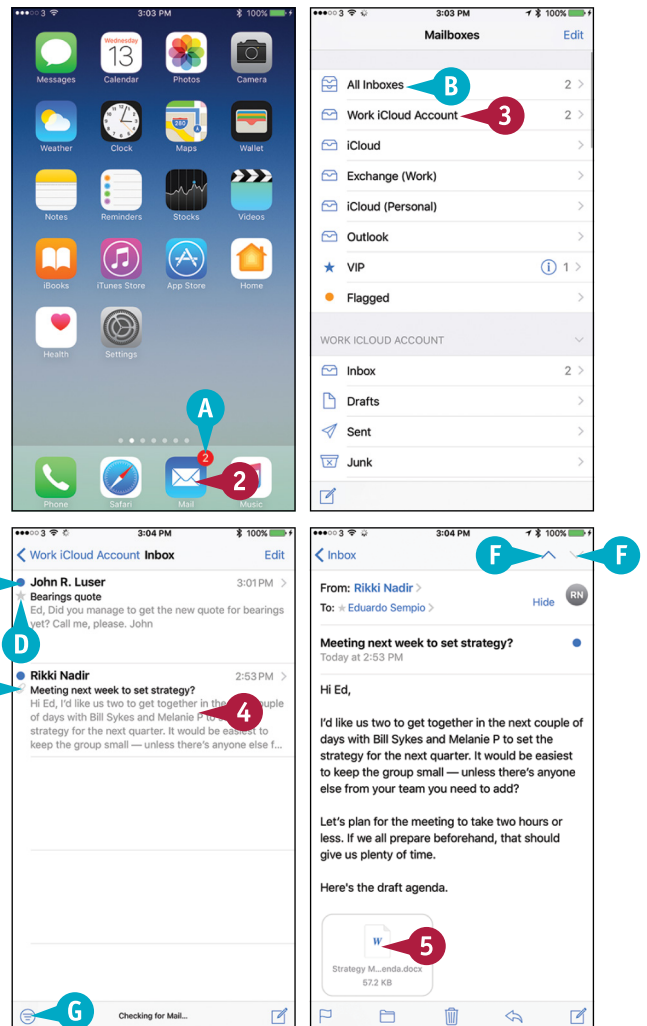 3 3:03 PM 100%
Wednesday
13
Messages Calendar Photos Camera
280
Weather Clock Maps Wallet
Notes Reminders Stocks Videos
iBooks iTunes Store App Store Home
Health Settings
A
2
2
Phone Safari Mail Music
3 3:03 PM 100%
Mailboxes Edit
All Inboxes B 2
Work iCloud Account 3 2
iCloud
Exchange (Work)
iCloud (Personal)
Outlook
VIP 1
Flagged
WORK ICLOUD ACCOUNT
Inbox 2
Drafts
Sent
Junk
3 3:04 PM 100%
Work iCloud Account Inbox Edit
John R. Luser 3:01 PM
Bearings quote
Ed, Did you manage to get the new quote for bearings
yet? Call me, please. John
D
Rikki Nadir 2:53 PM
Meeting next week to set strategy?
Hi Ed, I'd like us two to get together in the next couple
of days with Bill Sykes and Melanie P to set 4
strategy for the next quarter. It would be easiest to
keep the group small — unless there's anyone else f...
G Checking for Mail...
3 3:04 PM 100%
Inbox F F
From: Rikki Nadir RN
To: Eduardo Sempio Hide
Meeting next week to set strategy?
Today at 2:53 PM
Hi Ed,
I'd like us two to get together in the next couple of
days with Bill Sykes and Melanie P to set the
strategy for the next quarter. It would be easiest
to keep the group small — unless there's anyone
else from your team you need to add?
Let's plan for the meeting to take two hours or
less. If we all prepare beforehand, that should
give us plenty of time.
Here's the draft agenda.
W 5
Strategy M...enda.docx
57.2 KB